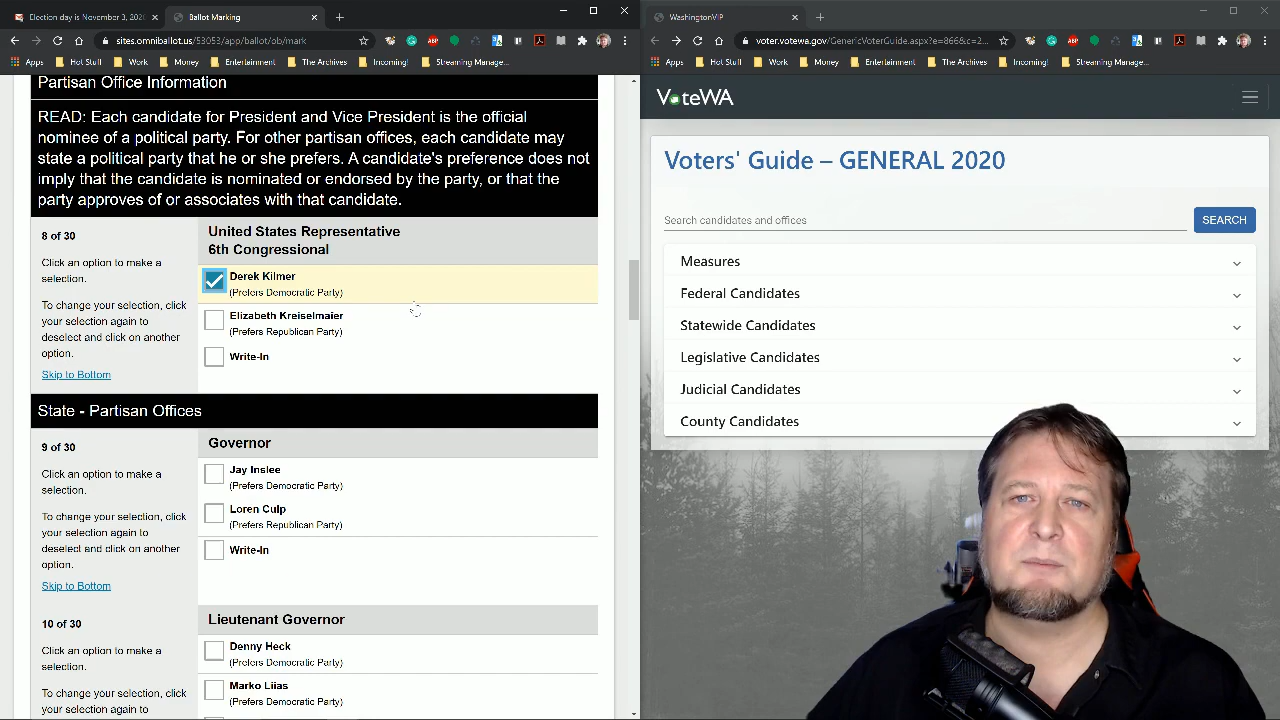 Election day is November 3, 202
Ballot Marking
sites.omniballot.us/53053/app/ballot/ob/mark
Apps
Hot Stuff
Work
Money
Entertainment
The Archives
Incoming!
Streaming Manage...
Partisan Office Information
READ: Each candidate for President and Vice President is the official
nominee of a political party. For other partisan offices, each candidate may
state a political party that he or she prefers. A candidate's preference does not
imply that the candidate is nominated or endorsed by the party, or that the
party approves of or associates with that candidate.
8 of 30
Click an option to make a
selection.
To change your selection, click
your selection again to
deselect and click on another
option.
Skip to Bottom
United States Representative
6th Congressional
Derek Kilmer
(Prefers Democratic Party)
Elizabeth Kreiselmaier
(Prefers Republican Party)
Write-In
State - Partisan Offices
9 of 30
Click an option to make a
selection.
To change your selection, click
your selection again to
deselect and click on another
option.
Skip to Bottom
Governor
Jay Inslee
(Prefers Democratic Party)
Loren Culp
(Prefers Republican Party)
Write-In
10 of 30
Click an option to make a
selection.
To change your selection, click
your selection again to
Lieutenant Governor
Denny Heck
(Prefers Democratic Party)
Marko Liias
(Prefers Democratic Party)
WashingtonVIP
voter.votewa.gov/GenericVoterGuide.aspx?e=866&c=2...
Apps
Hot Stuff
Work
Money
Entertainment
The Archives
Incoming!
Streaming Manage...
VoteWA
Voters' Guide – GENERAL 2020
Search candidates and offices
SEARCH
Measures
Federal Candidates
Statewide Candidates
Legislative Candidates
Judicial Candidates
County Candidates